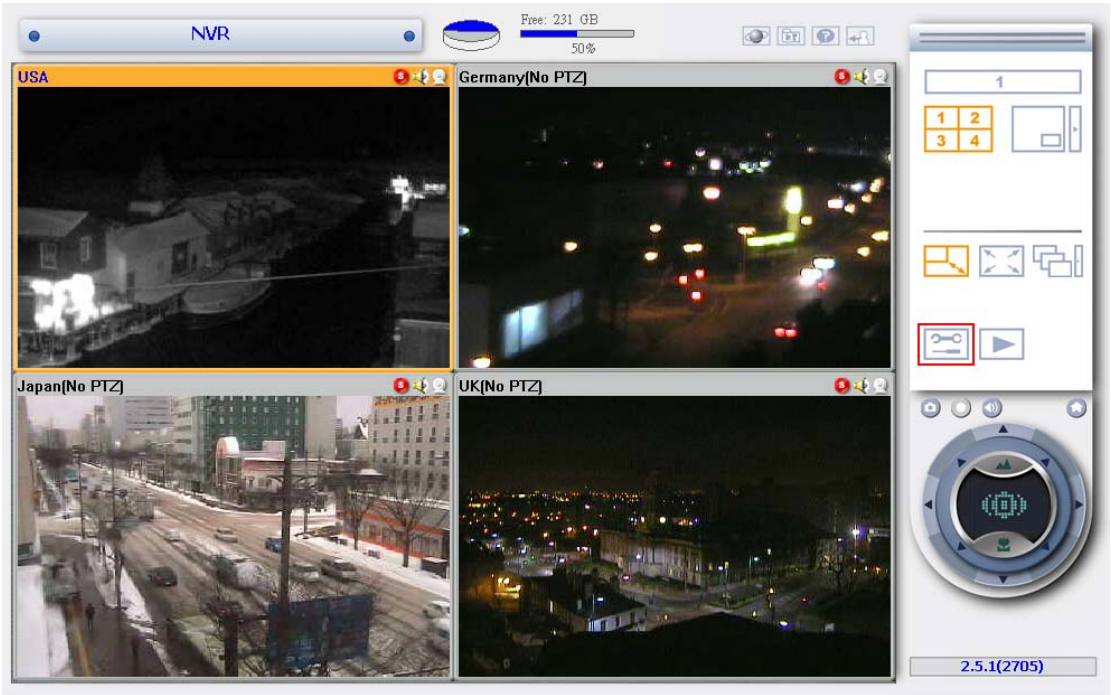 NVR
Free: 231 GB
50%
USA
Germany(No PTZ)
Japan(No PTZ)
UK(No PTZ)
1
1 2
3 4
2.5.1(2705)